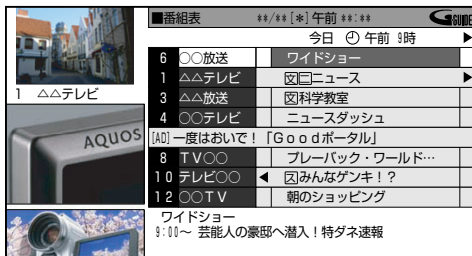 ■番組表 **/**[*]午前**:** GGUIDE
今日 午前 9時 ▶
6 ○○放送 ワイドショー
1 △△テレビ 文二ニュース ▶
3 △△放送 文科学教室
4 ○○テレビ ニュースダッシュ
[AD]一度はおいで!「Goodポータル」
8 TV○○ プレーバック・ワールド…
10 テレビ○○ ◀ 文みんなゲンキ!?
12 ○○TV 朝のショッピング
ワイドショー
9:00~ 芸能人の豪邸へ潜入!特ダネ速報
1 △△テレビ
AQUOS